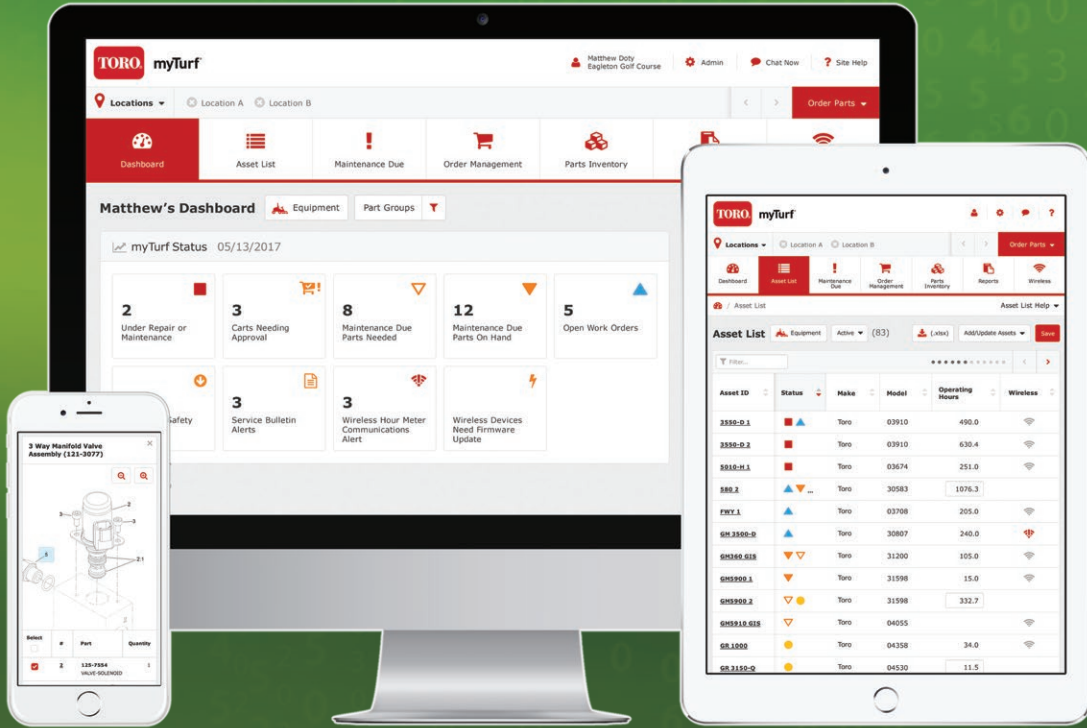 TORO. myTurf
Matthew Doty
Eagleton Golf Course
Admin
Chat Now
? Site Help
Locations
Location A
Location B
Order Parts
Dashboard
Asset List
Maintenance Due
Order Management
Parts Inventory
Matthew's Dashboard
Equipment
Part Groups
myTurf Status 05/13/2017
2
Under Repair or
Maintenance
3
Carts Needing
Approval
8
Maintenance Due
Parts Needed
12
Maintenance Due
Parts On Hand
5
Open Work Orders
Safety
3
Service Bulletin
Alerts
3
Wireless Hour Meter
Communications
Alert
Wireless Devices
Need Firmware
Update
3 Way Manifold Valve
Assembly (121-3077)
2
3
3
2:1
Select # Part Quantity
2 125-7554 1
VALVE-SOLENOID
TORO. myTurf
?
Locations
Location A
Location B
Order Parts
Dashboard
Asset List
Maintenance
Due
Order
Management
Parts
Inventory
Reports
Wireless
/ Asset List
Asset List Help
Asset List
Equipment
Active
(83)
(.xlsx)
Add/Update Assets
Save
Filter...
Asset ID Status Make Model Operating Hours Wireless
3550-D 1 Toro 03910 490.0
3550-D 2 Toro 03910 630.4
5010-H 1 Toro 03674 251.0
580 2 ... Toro 30583 1076.3
FWY 1 Toro 03708 205.0
GM 3500-D Toro 30807 240.0
GM360 GIS Toro 31200 105.0
GM5900 1 Toro 31598 15.0
GM5900 2 Toro 31598 332.7
GM5910 GIS Toro 04055
GR 1000 Toro 04358 34.0
GR 3150-Q Toro 04530 11.5